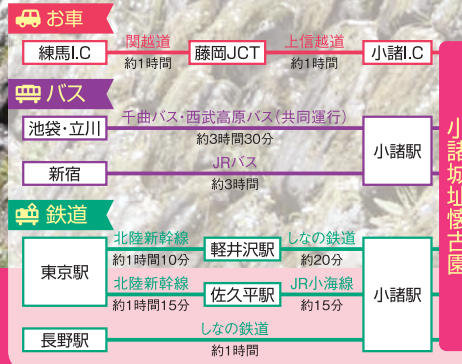 お車
練馬I.C 関越道 約1時間 藤岡JCT 上信越道 約1時間 小諸I.C
バス
池袋・立川 千曲バス・西武高原バス(共同運行) 約3時間30分
新宿 JRバス 約3時間
小諸駅
鉄道
東京駅
北陸新幹線 約1時間10分 軽井沢駅 しなの鉄道 約20分
北陸新幹線 約1時間15分 佐久平駅 JR小海線 約15分
長野駅 しなの鉄道 約1時間
小諸駅
小諸城址懐古園